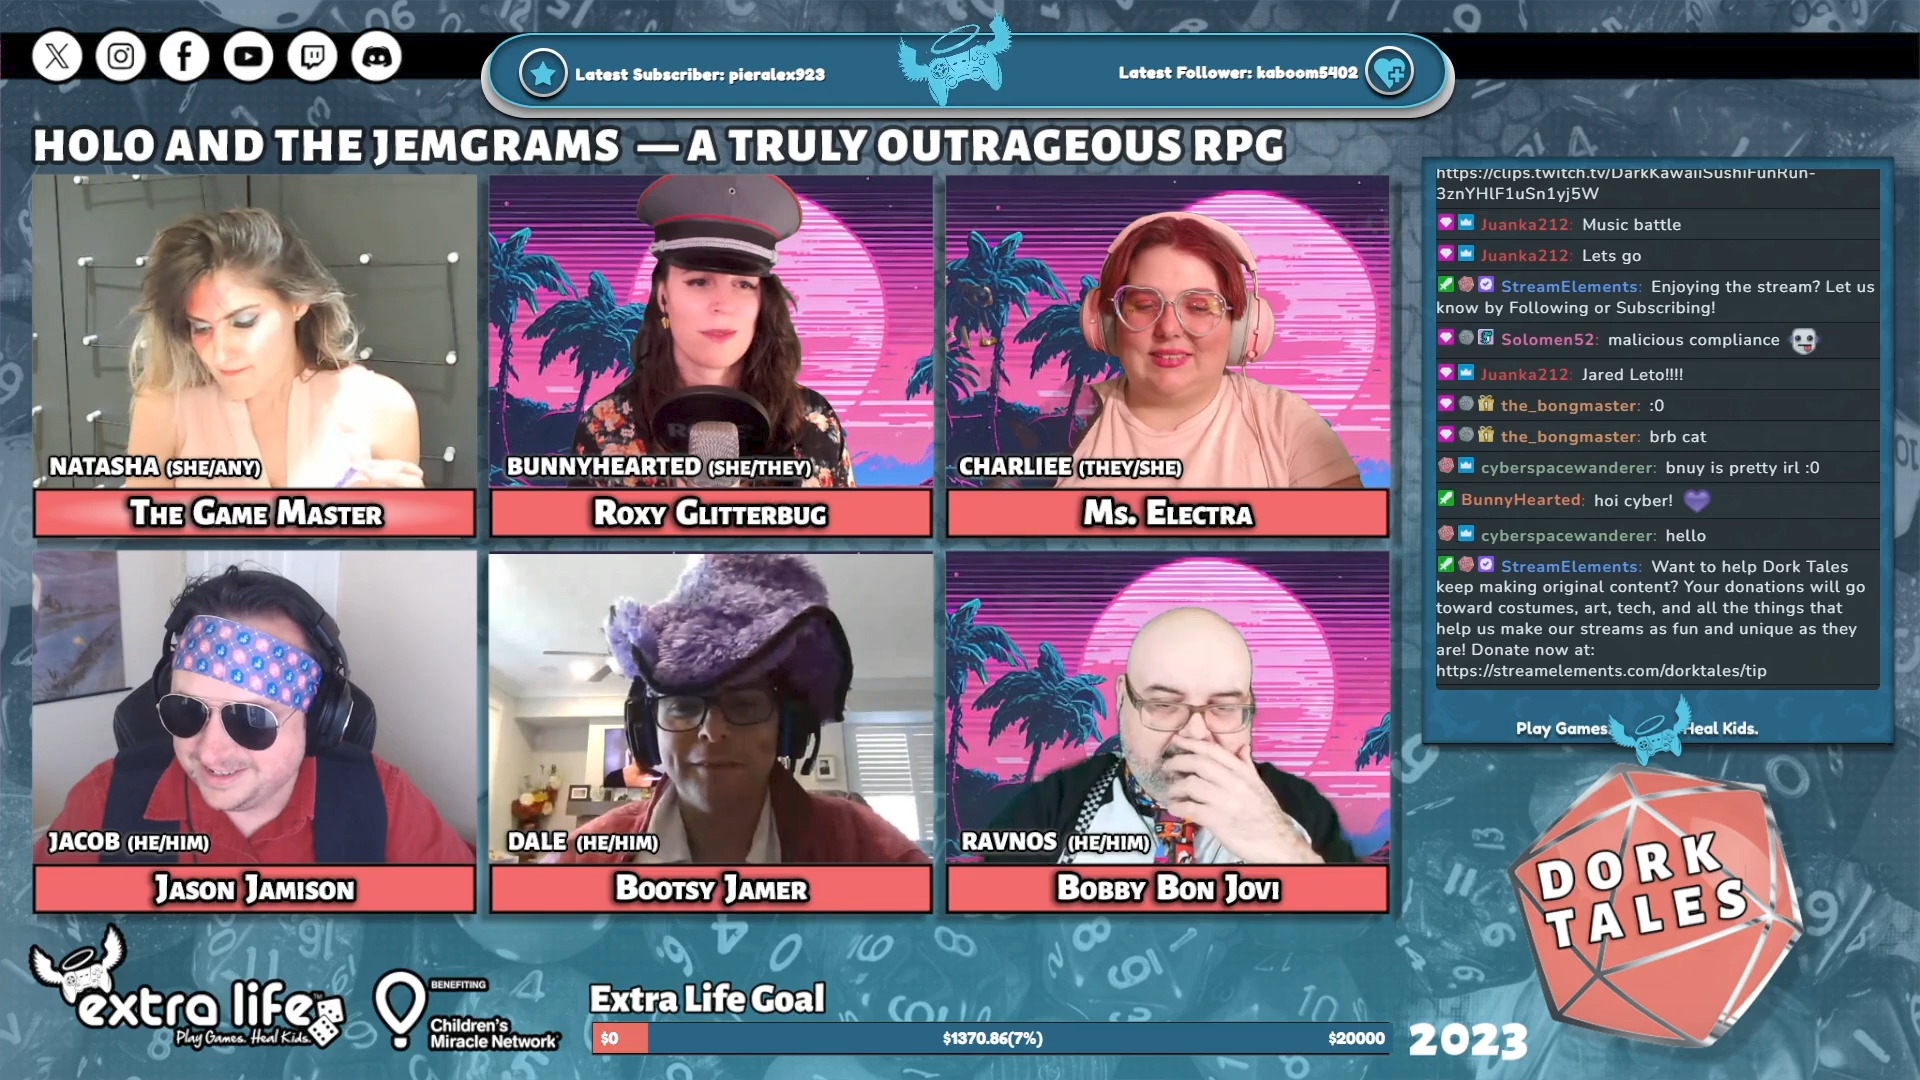 Latest Subscriber: pieralex923
Latest Follower: kaboom5402
HOLO AND THE JEMGRAMS — A TRULY OUTRAGEOUS RPG
NATASHA (SHE/ANY)
THE GAME MASTER
BUNNYHEARTED (SHE/THEY)
ROXY GLITTERBUG
CHARLIEE (THEY/SHE)
MS. ELECTRA
JACOB (HE/HIM)
JASON JAMISON
DALE (HE/HIM)
BOOTSY JAMER
RAVNOS (HE/HIM)
BOBBY BON JOVI
https://clips.twitch.tv/DarkKawaiiSushiFunRun-
3znYHlF1uSn1yj5W
Juanka212: Music battle
Juanka212: Lets go
StreamElements: Enjoying the stream? Let us
know by Following or Subscribing!
Solomen52: malicious compliance
Juanka212: Jared Leto!!!!
the_bongmaster: :0
the_bongmaster: brb cat
cyberspacewanderer: bnuy is pretty irl :0
BunnyHearted: hoi cyber!
cyberspacewanderer: hello
StreamElements: Want to help Dork Tales
keep making original content? Your donations will go
toward costumes, art, tech, and all the things that
help us make our streams as fun and unique as they
are! Donate now at:
https://streamelements.com/dorktales/tip
Play Games. Heal Kids.
DORK
TALES
extra life
Play Games. Heal Kids.
BENEFITING
Children's
Miracle Network
Extra Life Goal
$0
$1370.86(7%)
$20000
2023